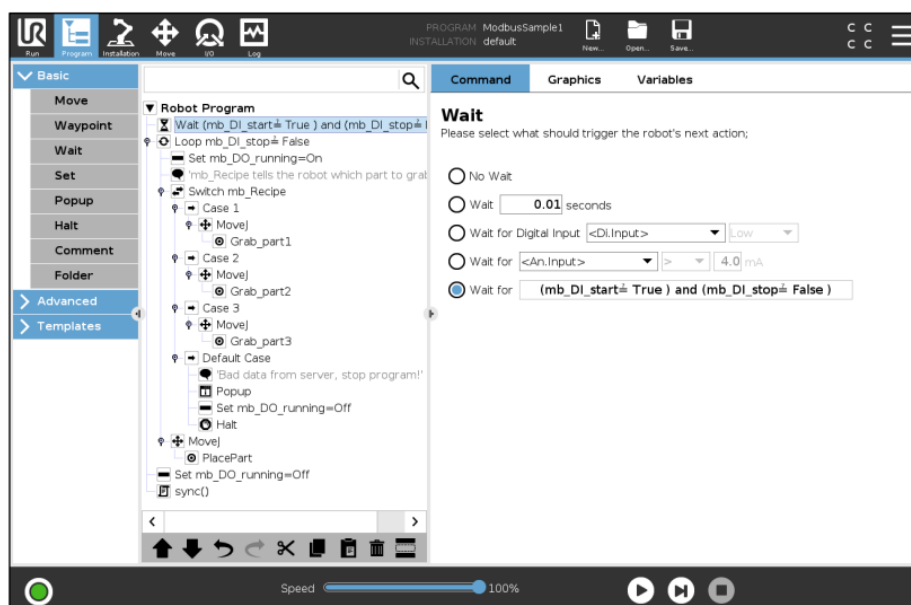 UR
PROGRAM ModbusSample1
INSTALLATION default
Run Program Installation Move I/O Log New... Open... Save...
C C
C C
Basic
Move
Waypoint
Wait
Set
Popup
Halt
Comment
Folder
Advanced
Templates
Robot Program
Wait (mb_DI_start≟ True ) and (mb_DI_stop≟ 
Loop mb_DI_stop≟ False
Set mb_DO_running=On
'mb_Recipe tells the robot which part to grab
Switch mb_Recipe
Case 1
MoveJ
Grab_part1
Case 2
MoveJ
Grab_part2
Case 3
MoveJ
Grab_part3
Default Case
'Bad data from server, stop program!'
Popup
Set mb_DO_running=Off
Halt
MoveJ
PlacePart
Set mb_DO_running=Off
sync()
Command Graphics Variables
Wait
Please select what should trigger the robot's next action;
No Wait
Wait 0.01 seconds
Wait for Digital Input <Di.Input> Low
Wait for <An.Input> > 4.0 mA
Wait for (mb_DI_start≟ True ) and (mb_DI_stop≟ False )
Speed 100%